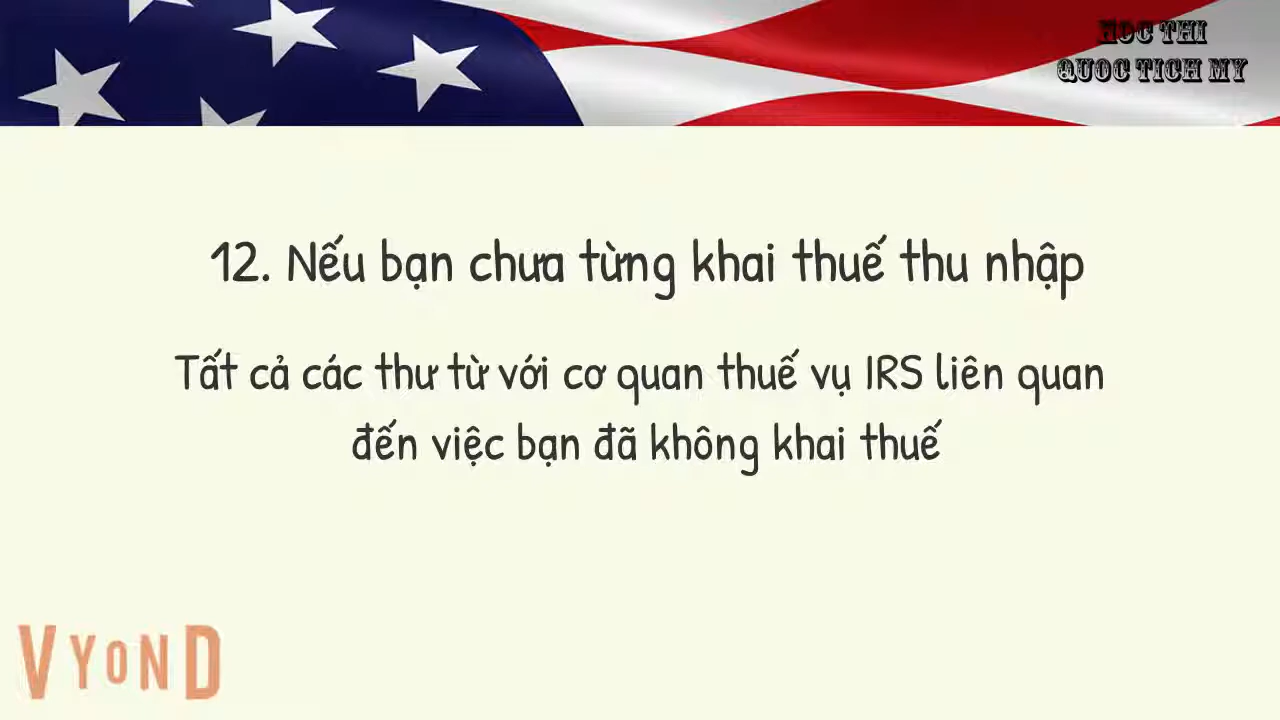 HOC THI
QUOC TICH MY
12. Nếu bạn chưa từng khai thuế thu nhập
Tất cả các thư từ với cơ quan thuế vụ IRS liên quan
đến việc bạn đã không khai thuế
VYOND